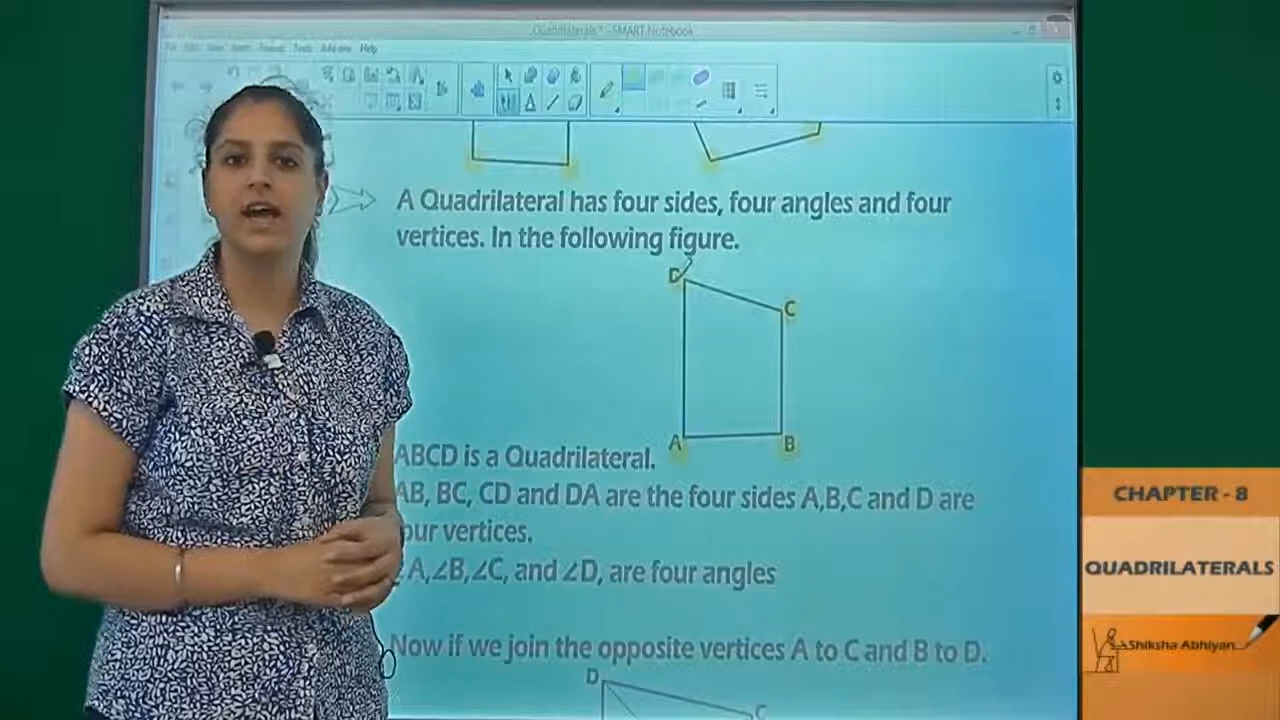 Quadrilaterals * - SMART Notebook
Help
A Quadrilateral has four sides, four angles and four
vertices. In the following figure.
D
C
A
B
ABCD is a Quadrilateral.
AB, BC, CD and DA are the four sides A,B,C and D are
our vertices.
∠A,∠B,∠C, and ∠D, are four angles
Now if we join the opposite vertices A to C and B to D.
D
C
CHAPTER - 8
QUADRILATERALS
Shiksha Abhiyan